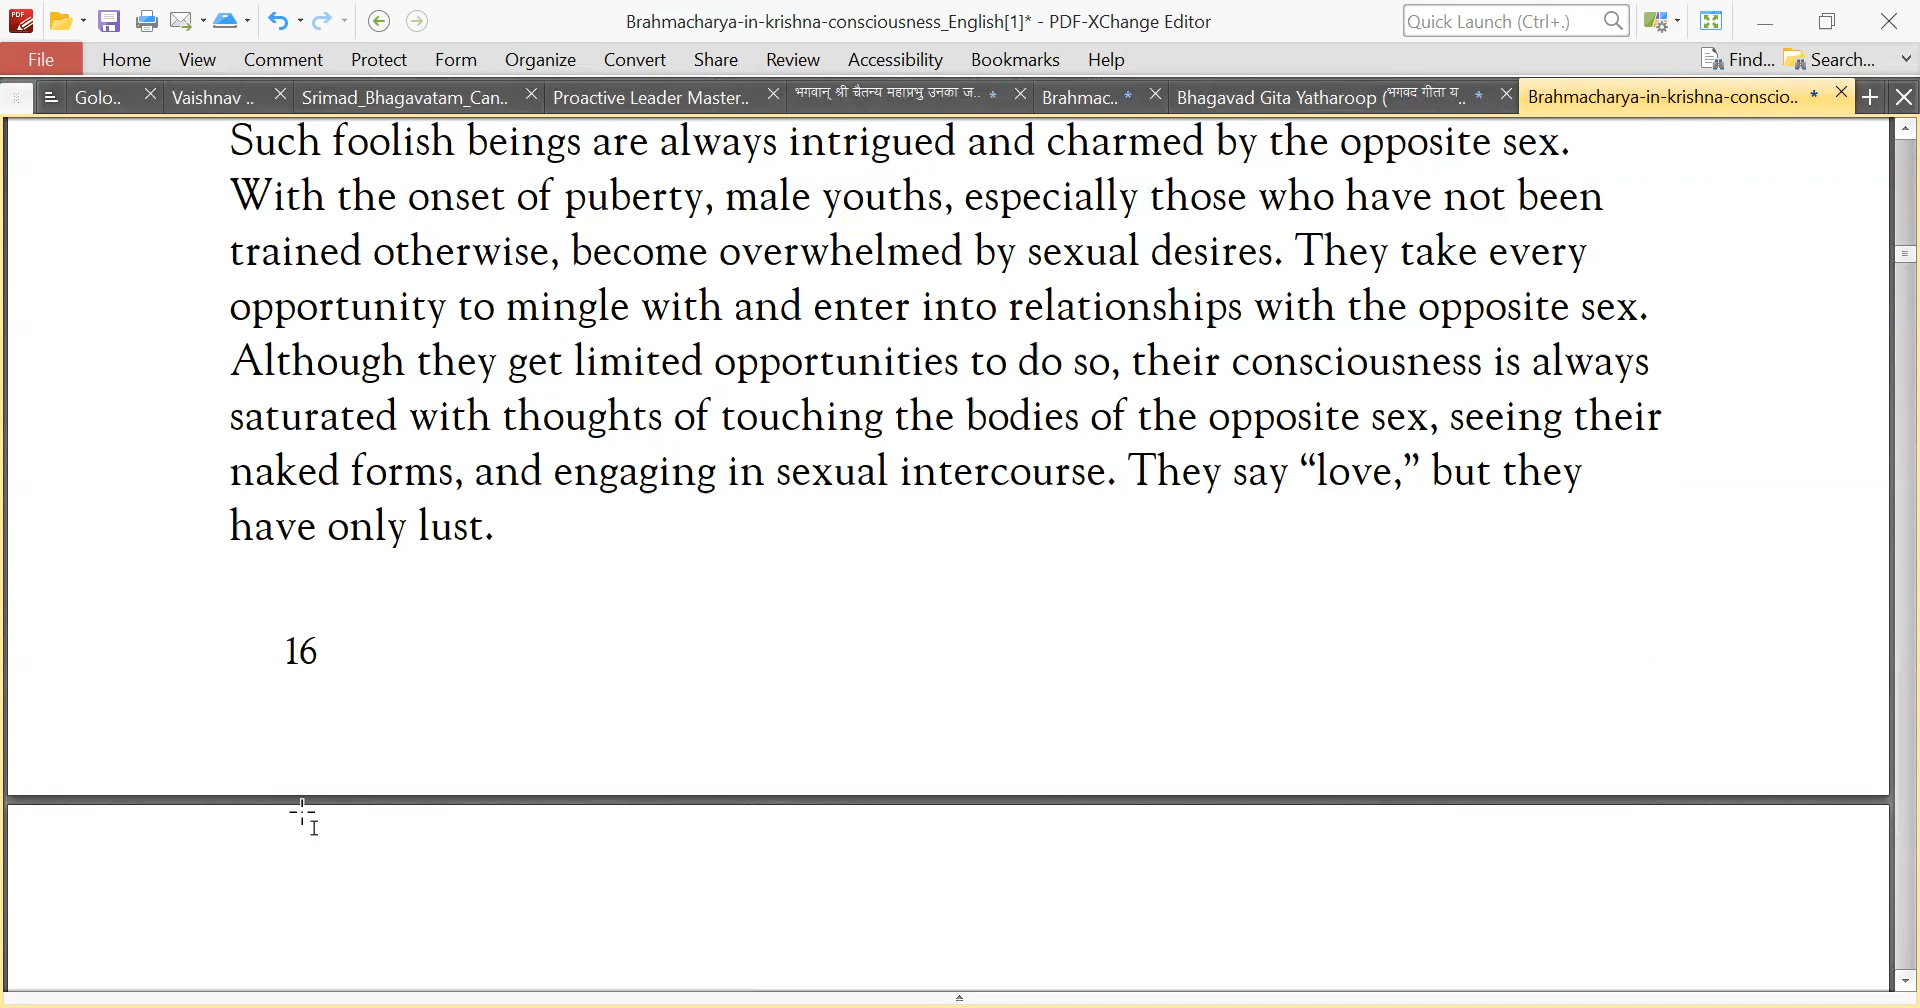 Brahmacharya-in-krishna-consciousness_English[1]* - PDF-XChange Editor
Quick Launch (Ctrl+.)
File Home View Comment Protect Form Organize Convert Share Review Accessibility Bookmarks Help Find... Search...
Golo.. Vaishnav .. Srimad_Bhagavatam_Can.. Proactive Leader Master.. भगवान् श्री चैतन्य महाप्रभु उनका ज.. * Brahmac.. * Bhagavad Gita Yatharoop (भगवद गीता य.. * Brahmacharya-in-krishna-conscio.. *
Such foolish beings are always intrigued and charmed by the opposite sex.
With the onset of puberty, male youths, especially those who have not been
trained otherwise, become overwhelmed by sexual desires. They take every
opportunity to mingle with and enter into relationships with the opposite sex.
Although they get limited opportunities to do so, their consciousness is always
saturated with thoughts of touching the bodies of the opposite sex, seeing their
naked forms, and engaging in sexual intercourse. They say “love,” but they
have only lust.
16